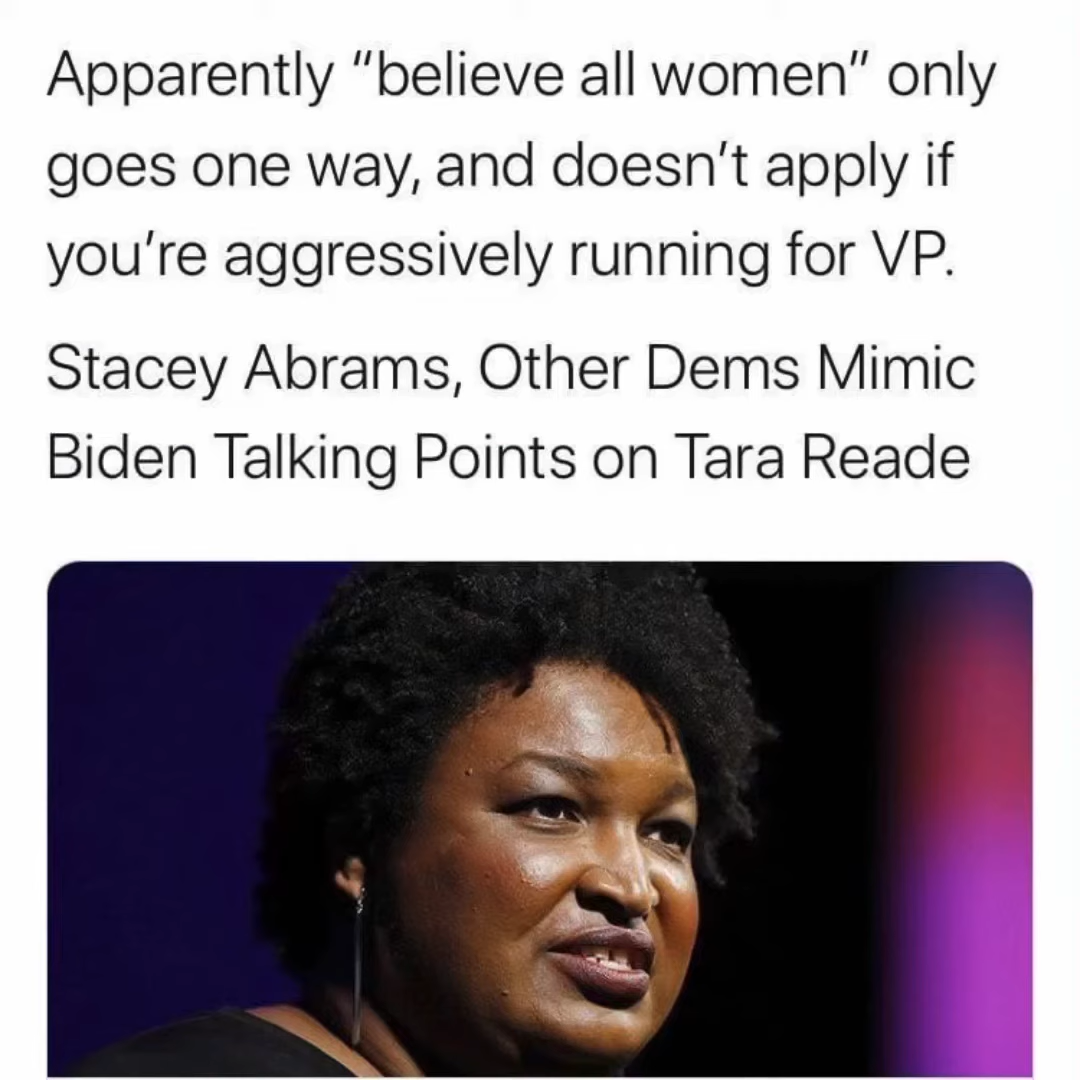 Apparently “believe all women” only
goes one way, and doesn’t apply if
you’re aggressively running for VP.
Stacey Abrams, Other Dems Mimic
Biden Talking Points on Tara Reade